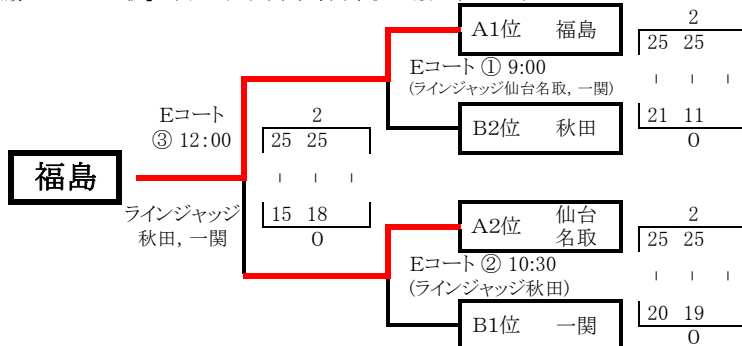 A1位 福島
2
25 25
Eコート ① 9:00
(ラインジャッジ仙台名取, 一関)
- - -
B2位 秋田
21 11
0
Eコート
③ 12:00
2
25 25
福島
- - -
ラインジャッジ
秋田, 一関
15 18
0
A2位 仙台
名取
2
25 25
Eコート ② 10:30
(ラインジャッジ秋田)
- - -
B1位 一関
20 19
0